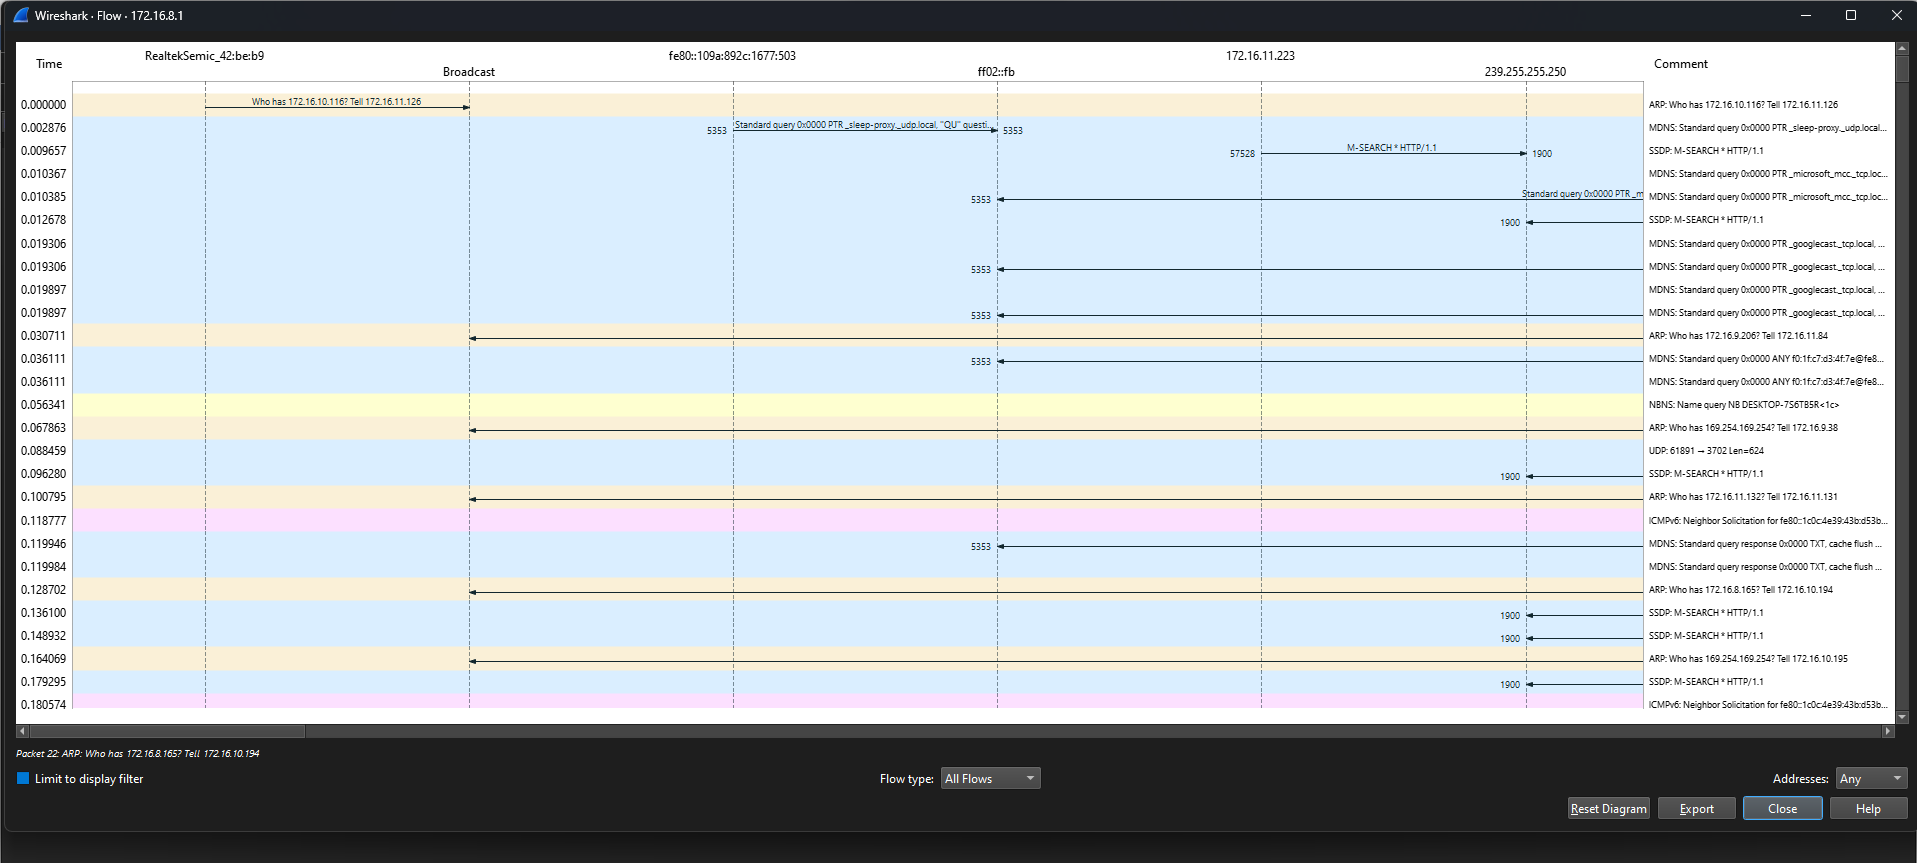 Wireshark · Flow · 172.16.8.1
RealtekSemic_42:be:b9 fe80::109a:892c:1677:503 172.16.11.223
Time Broadcast ff02::fb 239.255.255.250 Comment
0.000000 Who has 172.16.10.116? Tell 172.16.11.126 ARP: Who has 172.16.10.116? Tell 172.16.11.126
0.002876 5353 Standard query 0x0000 PTR _sleep-proxy._udp.local, "QU" questi... 5353 MDNS: Standard query 0x0000 PTR _sleep-proxy._udp.local...
0.009657 57528 M-SEARCH * HTTP/1.1 1900 SSDP: M-SEARCH * HTTP/1.1
0.010367 MDNS: Standard query 0x0000 PTR _microsoft_mcc._tcp.loc...
0.010385 5353 Standard query 0x0000 PTR _m MDNS: Standard query 0x0000 PTR _microsoft_mcc._tcp.loc...
0.012678 1900 SSDP: M-SEARCH * HTTP/1.1
0.019306 MDNS: Standard query 0x0000 PTR _googlecast._tcp.local, ...
0.019306 5353 MDNS: Standard query 0x0000 PTR _googlecast._tcp.local, ...
0.019897 MDNS: Standard query 0x0000 PTR _googlecast._tcp.local, ...
0.019897 5353 MDNS: Standard query 0x0000 PTR _googlecast._tcp.local, ...
0.030711 ARP: Who has 172.16.9.206? Tell 172.16.11.84
0.036111 5353 MDNS: Standard query 0x0000 ANY f0:1f:c7:d3:4f:7e@fe8...
0.036111 MDNS: Standard query 0x0000 ANY f0:1f:c7:d3:4f:7e@fe8...
0.056341 NBNS: Name query NB DESKTOP-7S6TB5R<1c>
0.067863 ARP: Who has 169.254.169.254? Tell 172.16.9.38
0.088459 UDP: 61891 → 3702 Len=624
0.096280 1900 SSDP: M-SEARCH * HTTP/1.1
0.100795 ARP: Who has 172.16.11.132? Tell 172.16.11.131
0.118777 ICMPv6: Neighbor Solicitation for fe80::1c0c:4e39:43b:d53b...
0.119946 5353 MDNS: Standard query response 0x0000 TXT, cache flush ...
0.119984 MDNS: Standard query response 0x0000 TXT, cache flush ...
0.128702 ARP: Who has 172.16.8.165? Tell 172.16.10.194
0.136100 1900 SSDP: M-SEARCH * HTTP/1.1
0.148932 1900 SSDP: M-SEARCH * HTTP/1.1
0.164069 ARP: Who has 169.254.169.254? Tell 172.16.10.195
0.179295 1900 SSDP: M-SEARCH * HTTP/1.1
0.180574 ICMPv6: Neighbor Solicitation for fe80::1c0c:4e39:43b:d53b...
Packet 22: ARP: Who has 172.16.8.165? Tell 172.16.10.194
Limit to display filter Flow type: All Flows Addresses: Any
Reset Diagram Export Close Help